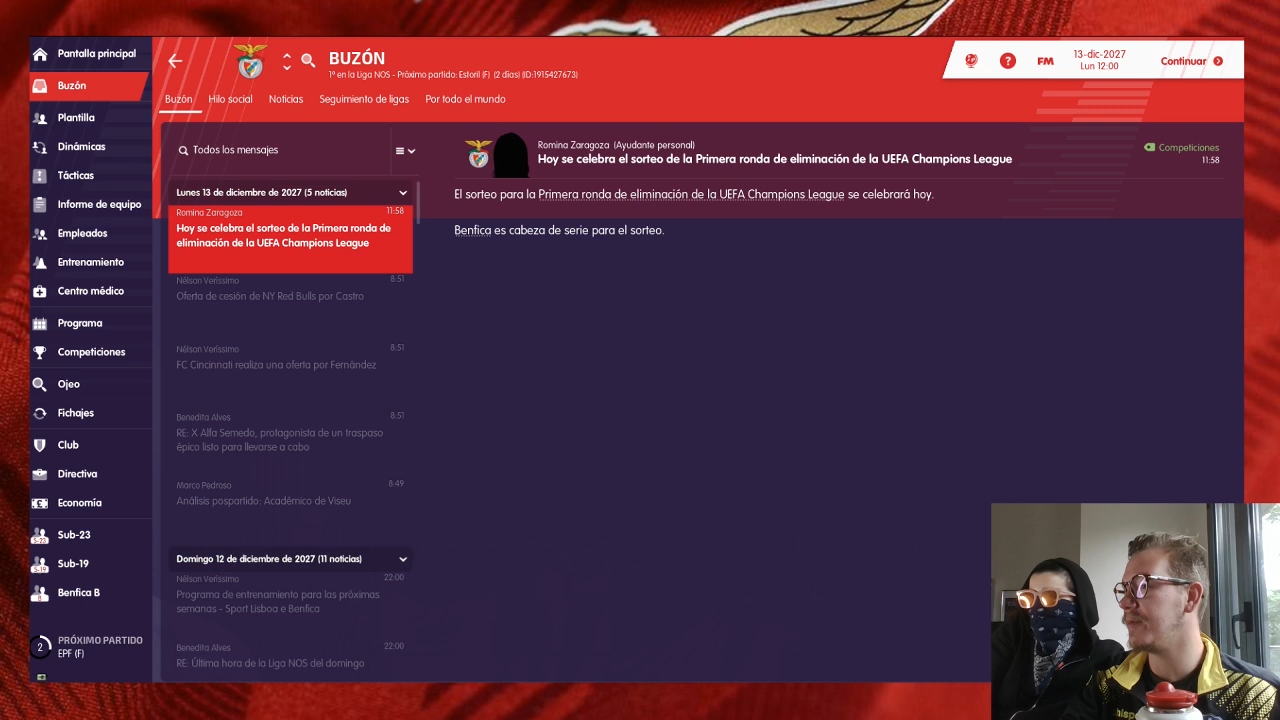 Pantalla principal
Buzón
Plantilla
Dinámicas
Tácticas
Informe de equipo
Empleados
Entrenamiento
Centro médico
Programa
Competiciones
Ojeo
Fichajes
Club
Directiva
Economía
S-23
Sub-23
S-19
Sub-19
B
Benfica B
2
PRÓXIMO PARTIDO
EPF (F)
BUZÓN
1º en la Liga NOS - Próximo partido: Estoril (F) (2 días) (ID:1915427673)
?
FM
13-dic-2027
Lun 12:00
Continuar
Buzón Hilo social Noticias Seguimiento de ligas Por todo el mundo
Todos los mensajes
Lunes 13 de diciembre de 2027 (5 noticias)
Romina Zaragoza 11:58
Hoy se celebra el sorteo de la Primera ronda de
eliminación de la UEFA Champions League
Nélson Veríssimo 8:51
Oferta de cesión de NY Red Bulls por Castro
Nélson Veríssimo 8:51
FC Cincinnati realiza una oferta por Fernández
Benedita Alves 8:51
RE: X Alfa Semedo, protagonista de un traspaso
épico listo para llevarse a cabo
Marco Pedroso 8:49
Análisis pospartido: Académico de Viseu
Domingo 12 de diciembre de 2027 (11 noticias)
Nélson Veríssimo 22:00
Programa de entrenamiento para las próximas
semanas - Sport Lisboa e Benfica
Benedita Alves 22:00
RE: Última hora de la Liga NOS del domingo
Romina Zaragoza (Ayudante personal)
Hoy se celebra el sorteo de la Primera ronda de eliminación de la UEFA Champions League
Competiciones
11:58
El sorteo para la Primera ronda de eliminación de la UEFA Champions League se celebrará hoy.
Benfica es cabeza de serie para el sorteo.